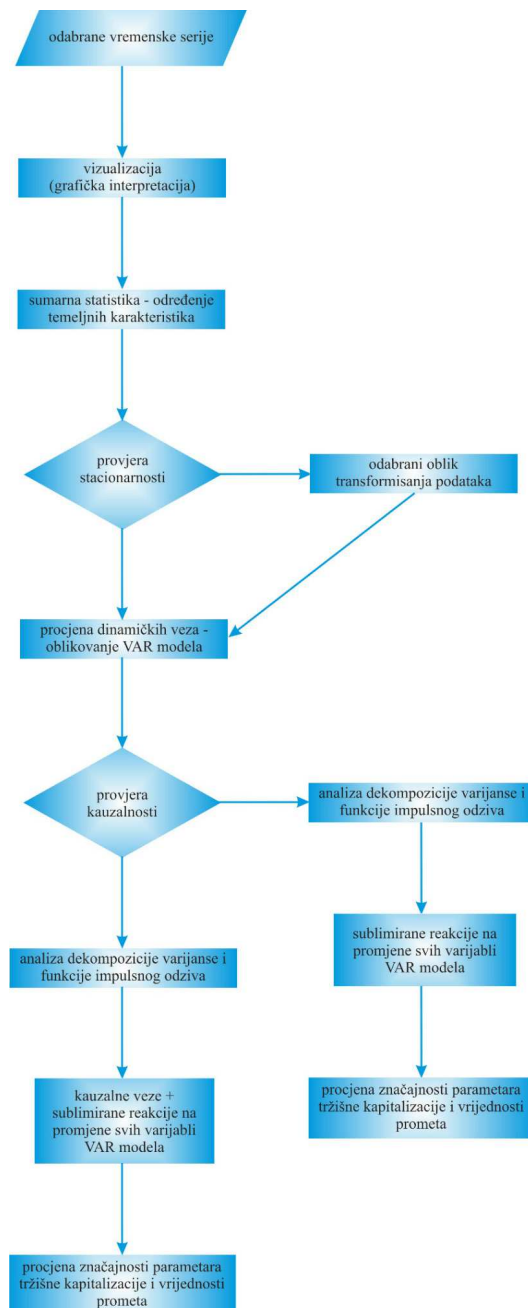 odabrane vremenske serije
vizualizacija
(grafička interpretacija)
sumarna statistika - određenje
temeljnih karakteristika
provjera
stacionarnosti
odabrani oblik
transformisanja podataka
procjena dinamičkih veza -
oblikovanje VAR modela
provjera
kauzalnosti
analiza dekompozicije varijanse i
funkcije impulsnog odziva
sublimirane reakcije na
promjene svih varijabli
VAR modela
procjena značajnosti parametara
tržišne kapitalizacije i vrijednosti
prometa
analiza dekompozicije varijanse i
funkcije impulsnog odziva
kauzalne veze +
sublimirane reakcije na
promjene svih varijabli
VAR modela
procjena značajnosti parametara
tržišne kapitalizacije i vrijednosti
prometa